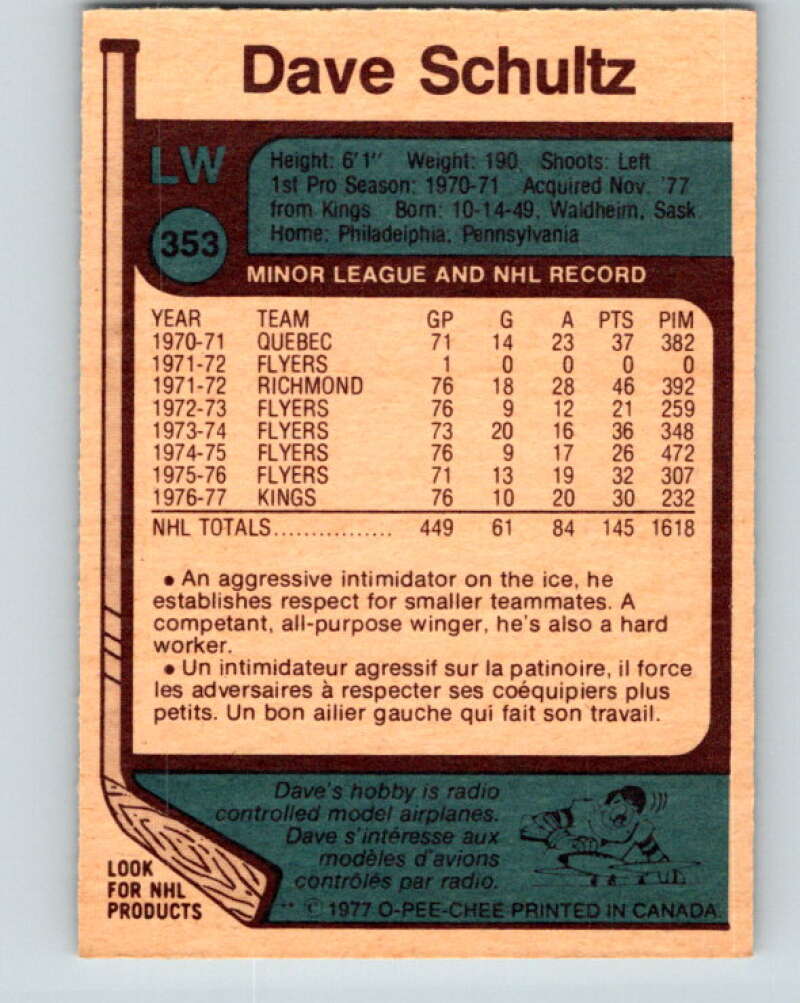 Dave Schultz
LW
Height: 6'1" Weight: 190 Shoots: Left
1st Pro Season: 1970-71 Acquired Nov. '77
from Kings Born: 10-14-49, Waldheim, Sask.
Home: Philadelphia, Pennsylvania
353
MINOR LEAGUE AND NHL RECORD
YEAR TEAM GP G A PTS PIM
1970-71 QUEBEC 71 14 23 37 382
1971-72 FLYERS 1 0 0 0 0
1971-72 RICHMOND 76 18 28 46 392
1972-73 FLYERS 76 9 12 21 259
1973-74 FLYERS 73 20 16 36 348
1974-75 FLYERS 76 9 17 26 472
1975-76 FLYERS 71 13 19 32 307
1976-77 KINGS 76 10 20 30 232
NHL TOTALS................ 449 61 84 145 1618
• An aggressive intimidator on the ice, he
establishes respect for smaller teammates. A
competant, all-purpose winger, he's also a hard
worker.
• Un intimidateur agressif sur la patinoire, il force
les adversaires à respecter ses coéquipiers plus
petits. Un bon ailier gauche qui fait son travail.
Dave's hobby is radio
controlled model airplanes.
Dave s'intéresse aux
modèles d'avions
contrôlés par radio.
LOOK
FOR NHL
PRODUCTS
** © 1977 O-PEE-CHEE PRINTED IN CANADA